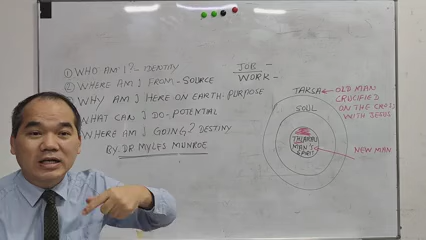 ① WHO AM I? - IDENTITY
② WHERE AM I FROM - SOURCE
WHY AM I HERE ON EARTH - PURPOSE
WHAT CAN I DO - POTENTIAL
WHERE AM I GOING? DESTINY
BY: DR MYLES MUNROE
JOB -
WORK -
TAKSA
SOUL
MAN'S
SPIRIT
OLD MAN
CRUCIFIED
ON THE CROSS
WITH JESUS
NEW MAN